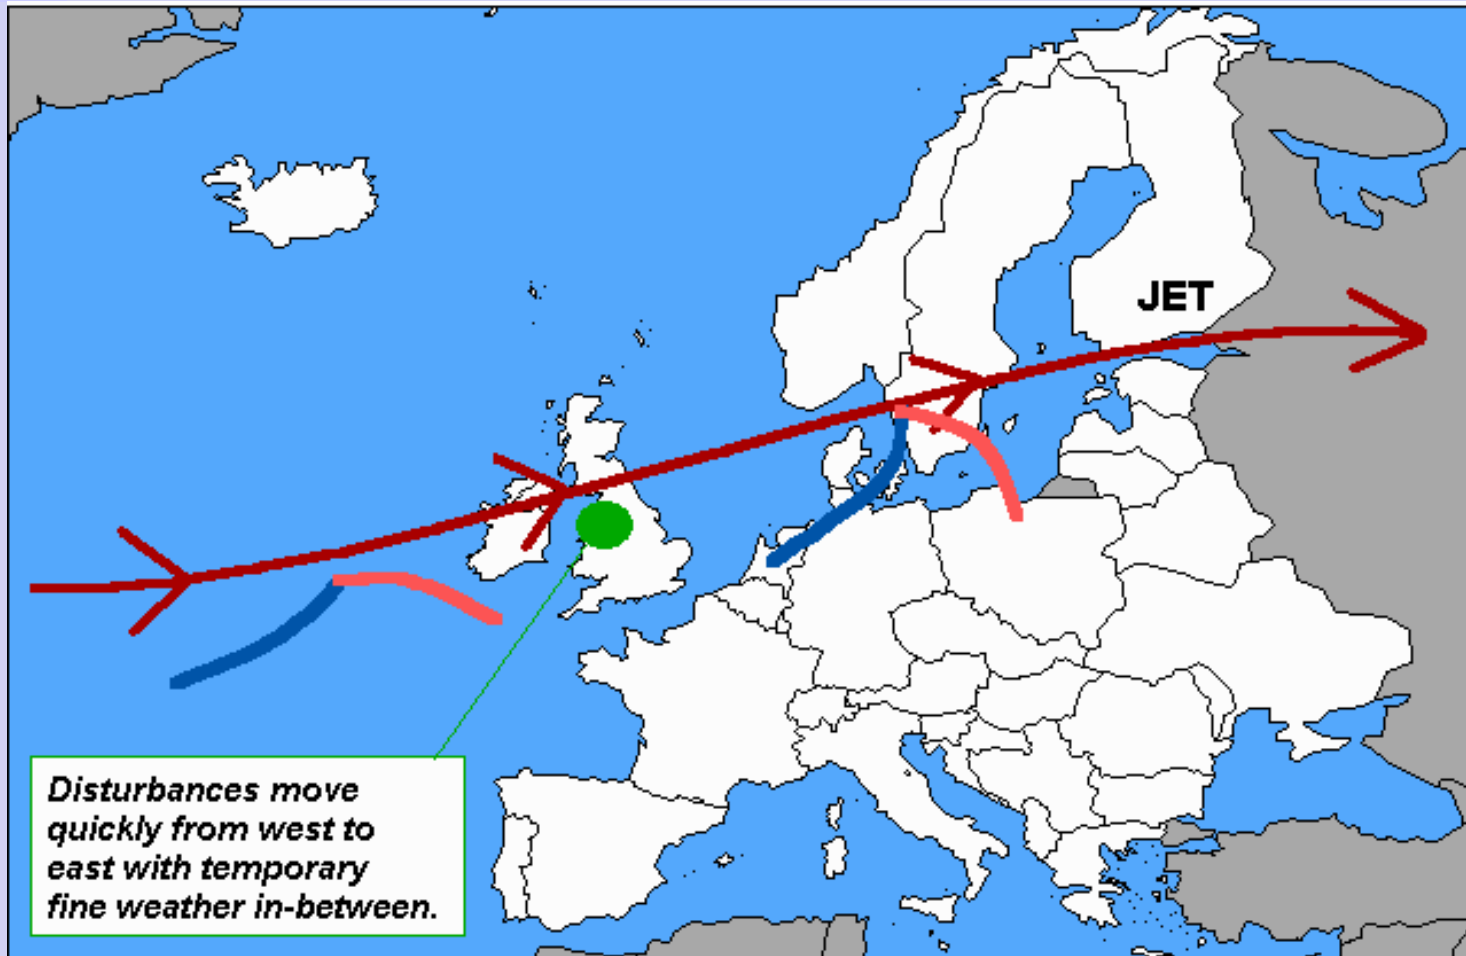 JET
Disturbances move
quickly from west to
east with temporary
fine weather in-between.